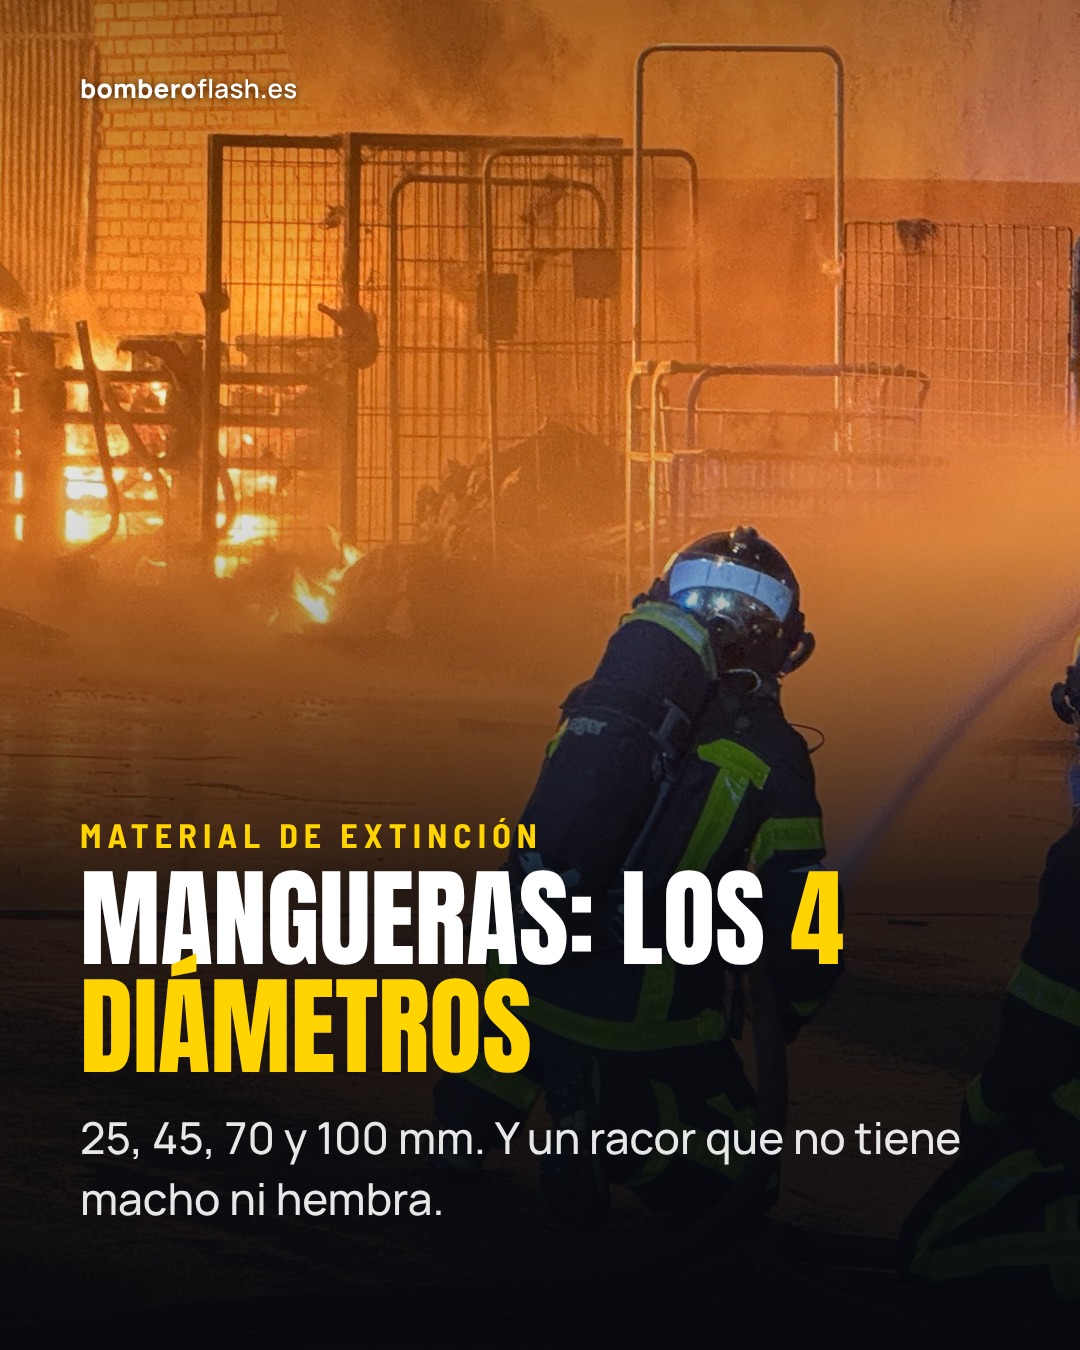 bomberoflash.es
MATERIAL DE EXTINCIÓN
MANGUERAS: LOS 4
DIÁMETROS
25, 45, 70 y 100 mm. Y un racor que no tiene
macho ni hembra.